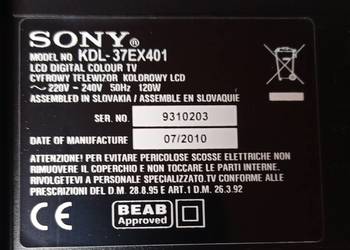 SONY
MODEL NO KDL-37EX401
LCD DIGITAL COLOUR TV
CYFROWY TELEWIZOR KOLOROWY LCD
~ 220V - 240V 50Hz 120W
ASSEMBLED IN SLOVAKIA / ASSEMBLE EN SLOVAQUIE
SER. NO. 9310203
MANUF. DATE 07/2010
ATTENZIONE! PER EVITARE PERICOLOSE SCOSSE ELETTRICHE NON
RIMUOVERE IL COPERCHIO E NON TOCCARE LE PARTI INTERNE.
RIVOLGETEVI A PERSONALE SPECIALIZZATO.TV CONFORME ALLE
PRESCRIZIONI DEL D.M. 28.8.95 E ART.1 D.M. 26.3.92
CE
BEAB
Approved